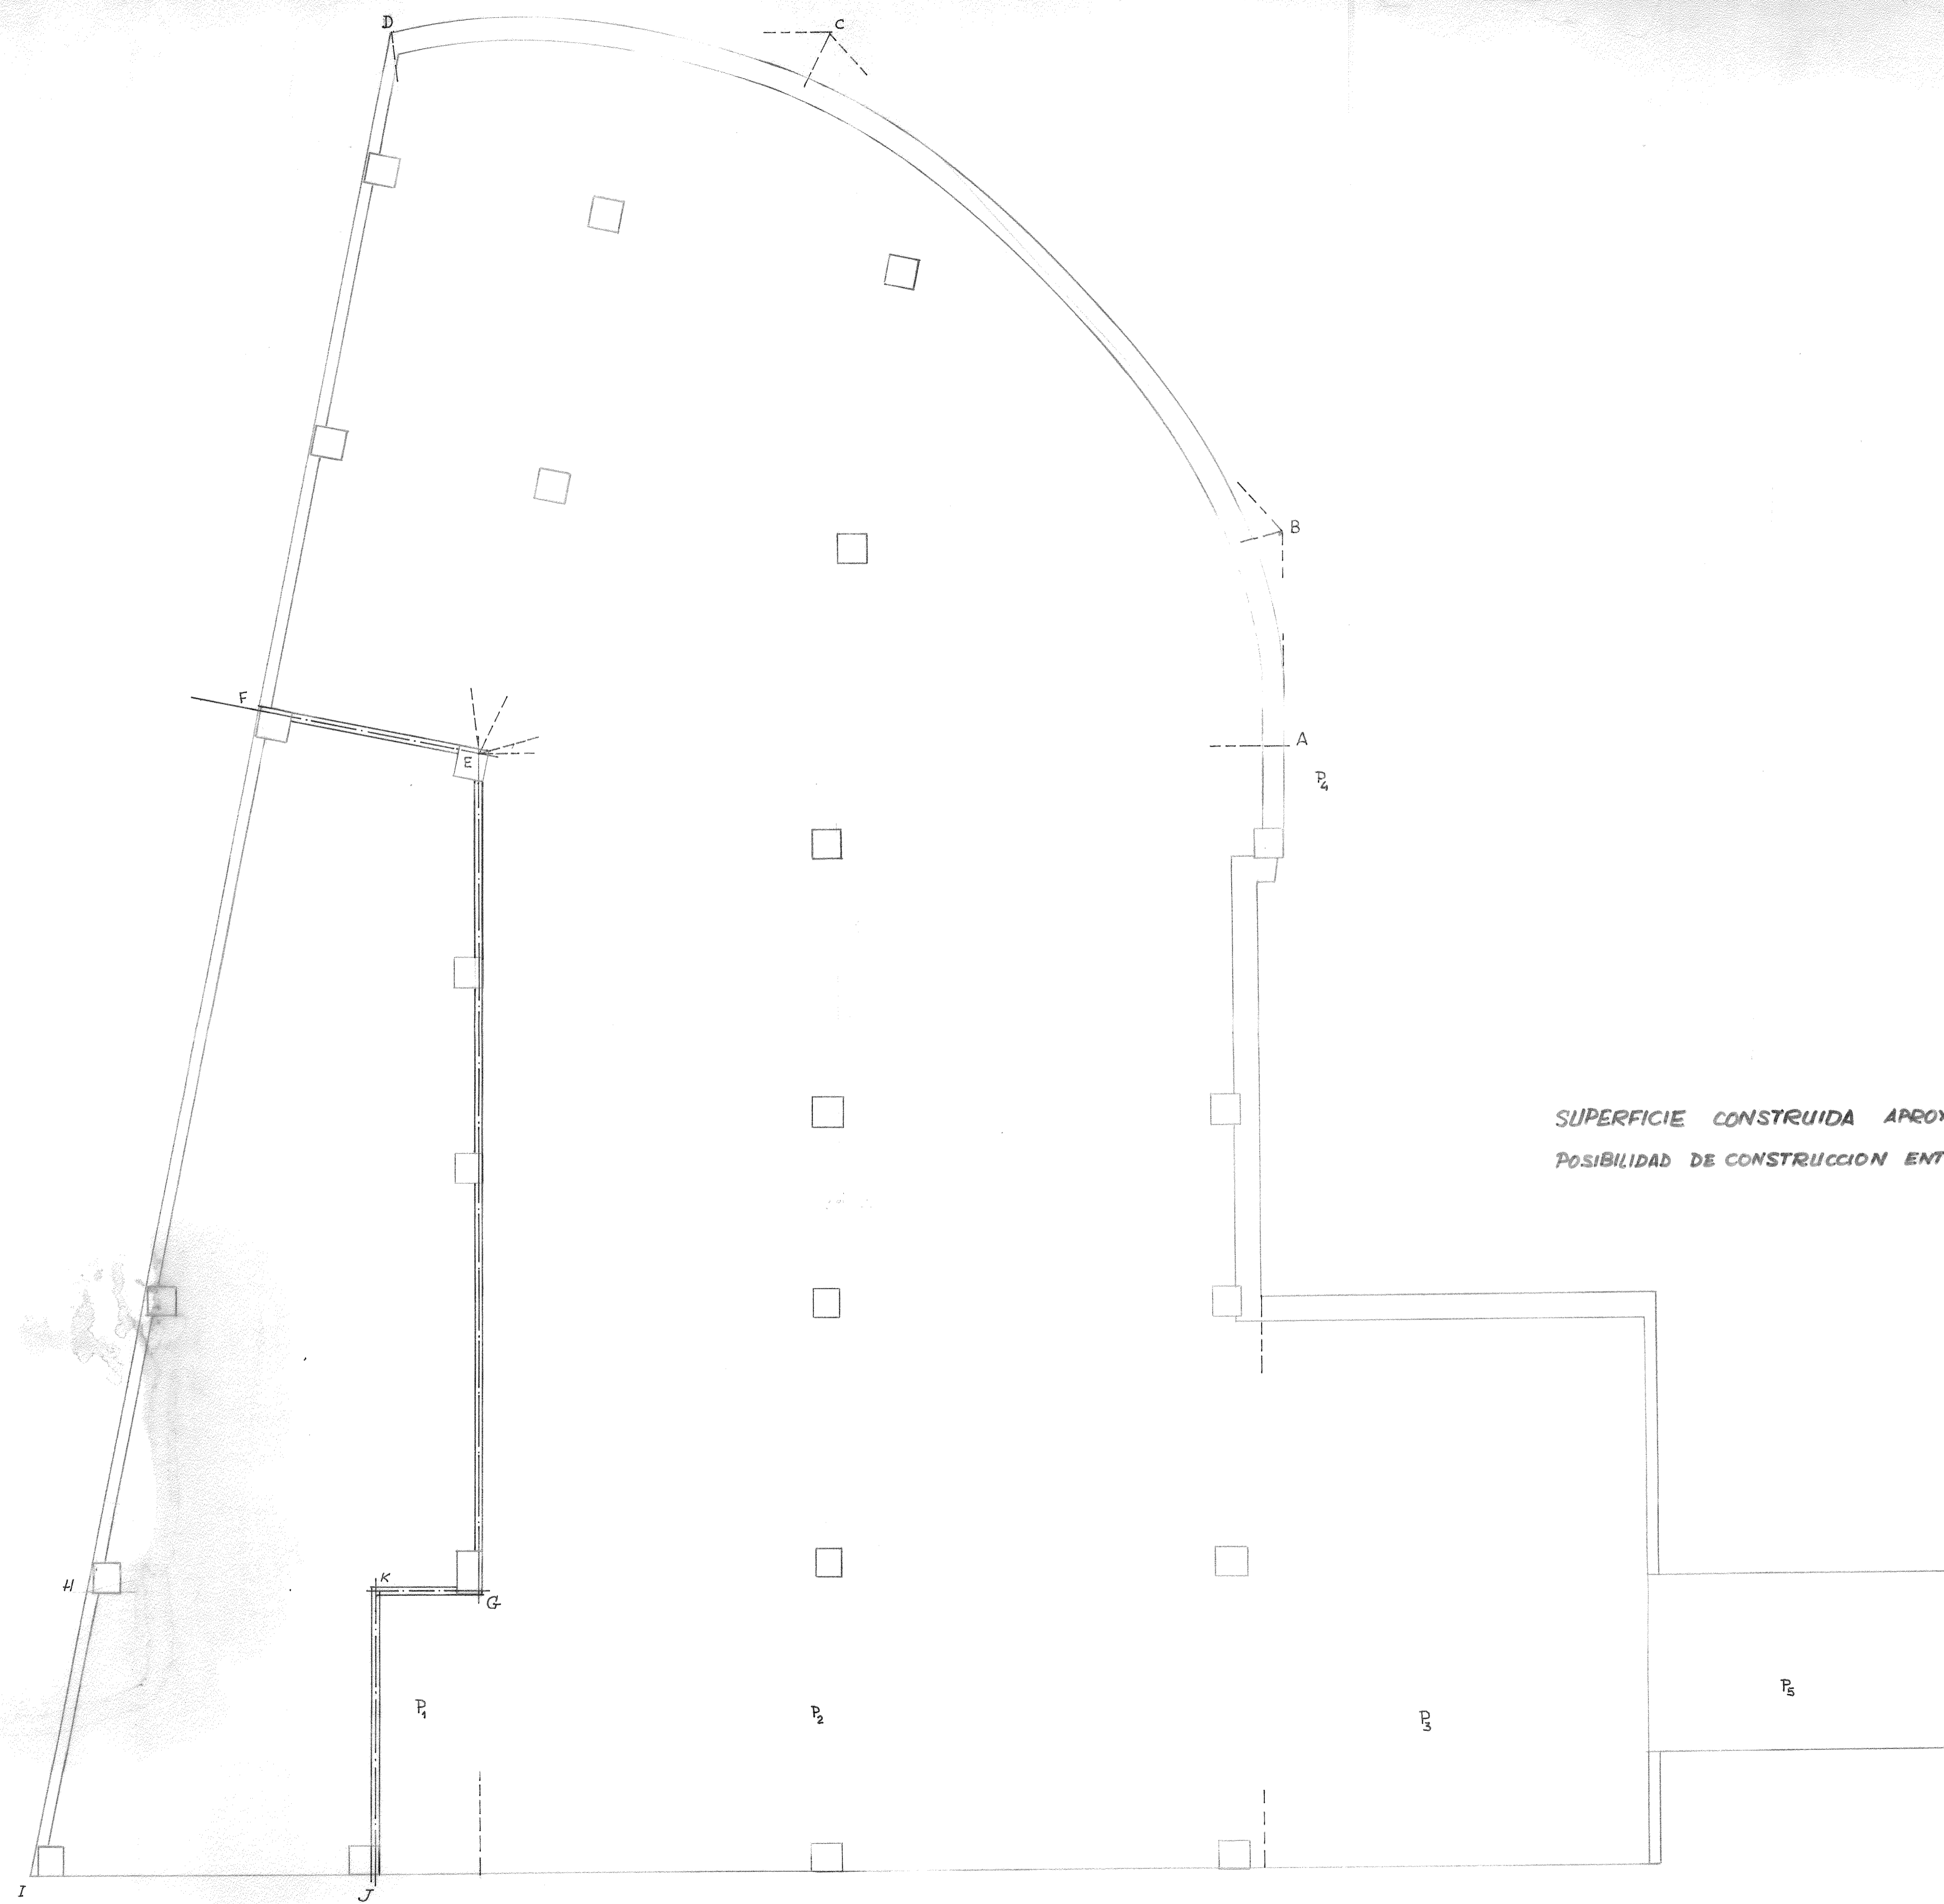 D
C
B
F
E
A
P4
SUPERFICIE CONSTRUIDA
POSIBILIDAD DE CONSTRUCCION
K
H
G
P1
P2
P3
P5
I
J